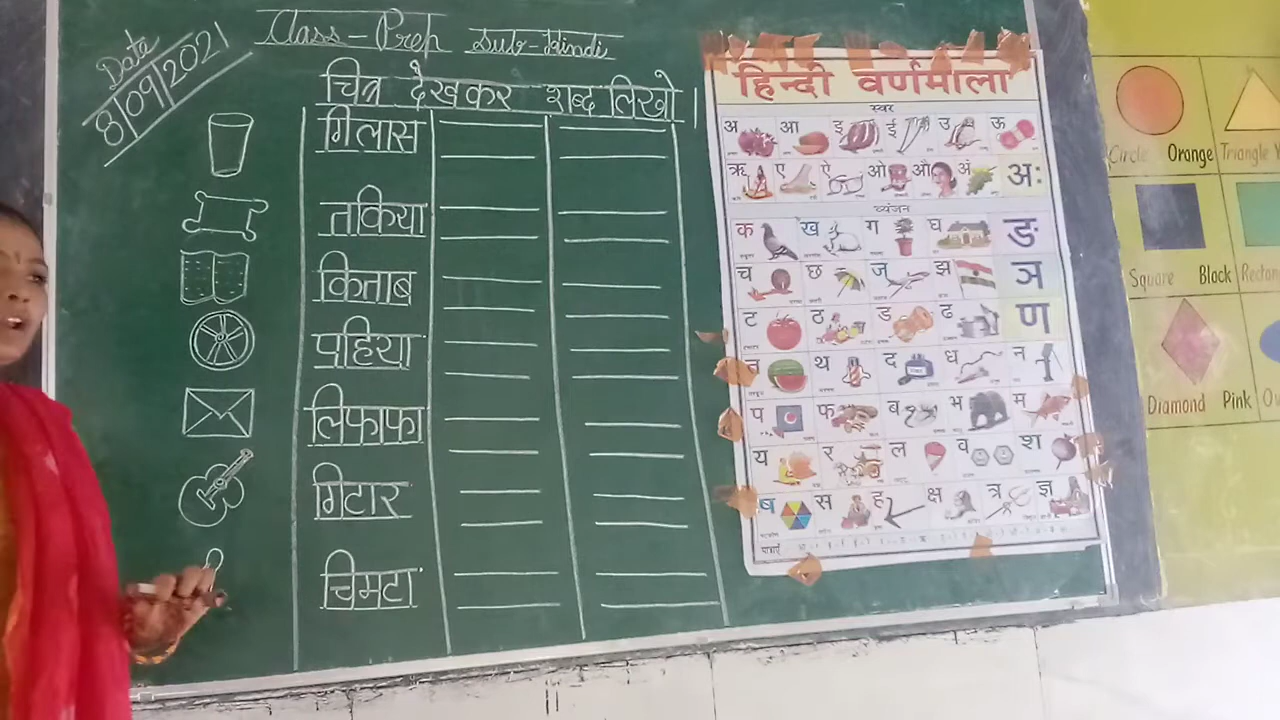 Date
8/09/2021
Class - Prep Sub - Hindi
चित्र देखकर शब्द लिखो।
गिलास
तकिया
किताब
पहिया
लिफाफा
गिटार
चिमटा
हिन्दी वर्णमाला
स्वर
अ आ इ ई उ ऊ
ऋ ए ऐ ओ औ अं अः
व्यंजन
क ख ग घ ङ
च छ ज झ ञ
ट ठ ड ढ ण
त थ द ध न
प फ ब भ म
य र ल व श
ष स ह क्ष त्र ज्ञ
मात्राएँ
Circle Orange Triangle
Square Black
Diamond Pink